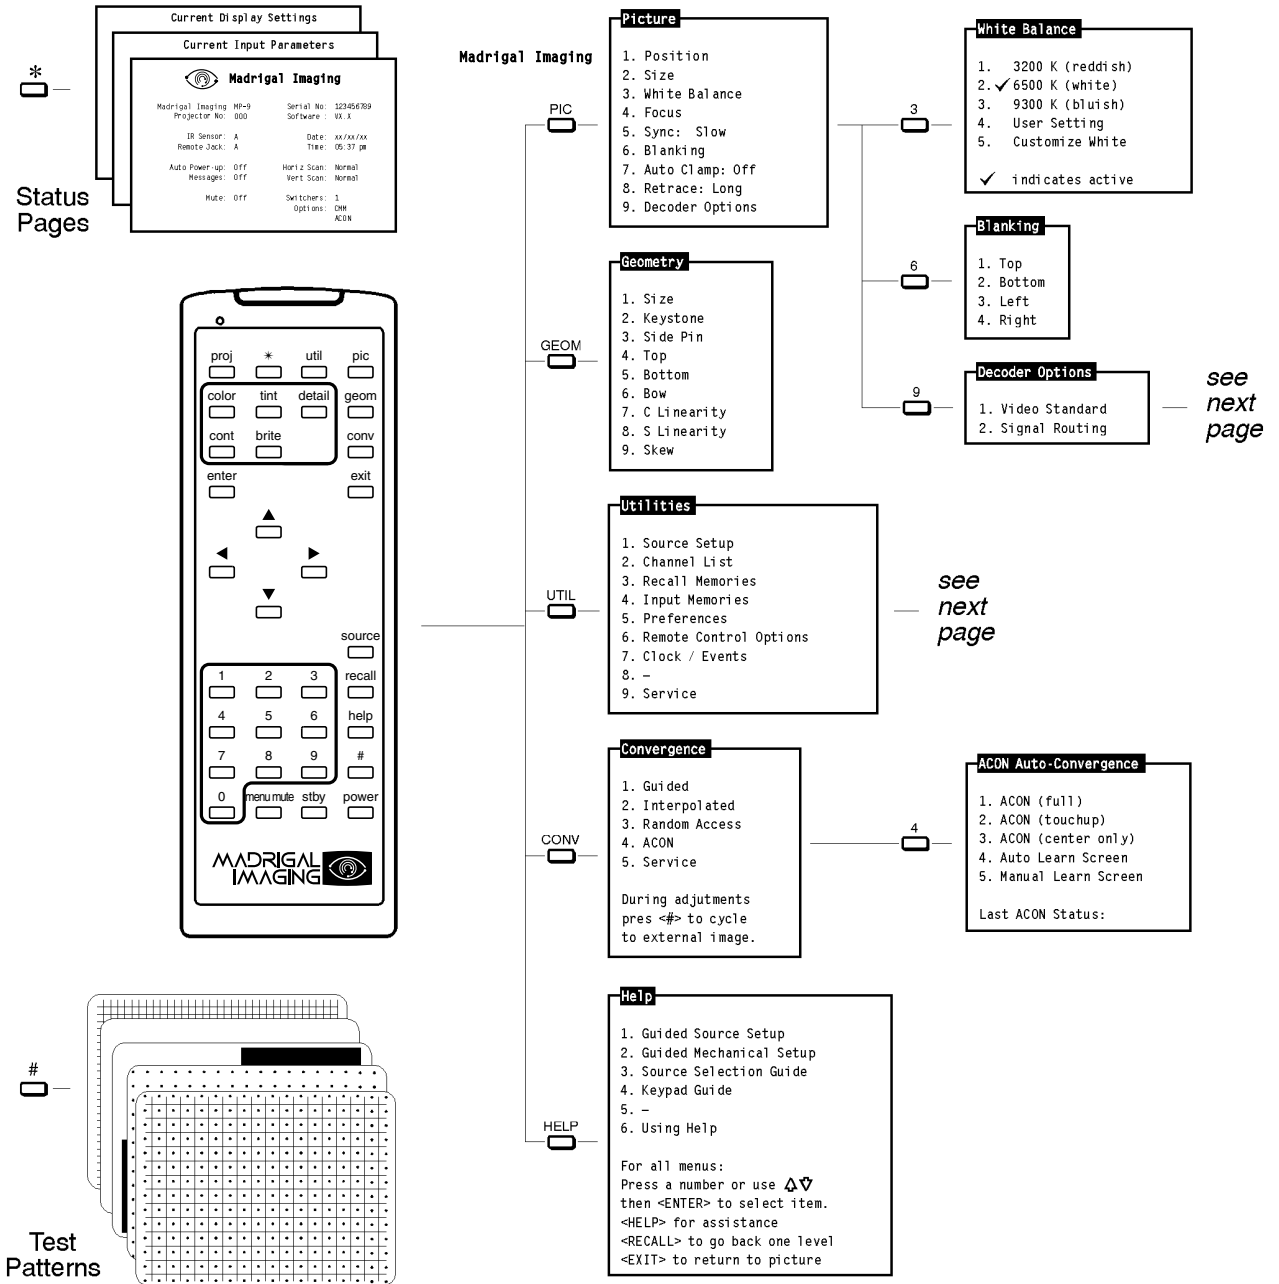 Current Display Settings
Current Input Parameters
Madrigal Imaging
Madrigal Imaging MP-9 Serial No: 123456789
Projector No: 000 Software : VX.X
IR Sensor: A Date: xx/xx/xx
Remote Jack: A Time: 05:37 pm
Auto Power-up: Off Horiz Scan: Normal
Messages: Off Vert Scan: Normal
Mute: Off Switchers: 1
Options: CMM
ACON
*
Status
Pages
proj * util pic
color tint detail geom
cont brite conv
enter exit
source
1 2 3 recall
4 5 6 help
7 8 9 #
0 menu mute stby power
MADRIGAL
IMAGING
#
Test
Patterns
Madrigal Imaging
PIC
Picture
1. Position
2. Size
3. White Balance
4. Focus
5. Sync: Slow
6. Blanking
7. Auto Clamp: Off
8. Retrace: Long
9. Decoder Options
3
White Balance
1. 3200 K (reddish)
2. ✓ 6500 K (white)
3. 9300 K (bluish)
4. User Setting
5. Customize White
✓ indicates active
6
Blanking
1. Top
2. Bottom
3. Left
4. Right
9
Decoder Options
1. Video Standard
2. Signal Routing
see
next
page
GEOM
Geometry
1. Size
2. Keystone
3. Side Pin
4. Top
5. Bottom
6. Bow
7. C Linearity
8. S Linearity
9. Skew
UTIL
Utilities
1. Source Setup
2. Channel List
3. Recall Memories
4. Input Memories
5. Preferences
6. Remote Control Options
7. Clock / Events
8. –
9. Service
see
next
page
CONV
Convergence
1. Guided
2. Interpolated
3. Random Access
4. ACON
5. Service
During adjutments
pres <#> to cycle
to external image.
4
ACON Auto-Convergence
1. ACON (full)
2. ACON (touchup)
3. ACON (center only)
4. Auto Learn Screen
5. Manual Learn Screen
Last ACON Status:
HELP
Help
1. Guided Source Setup
2. Guided Mechanical Setup
3. Source Selection Guide
4. Keypad Guide
5. –
6. Using Help
For all menus:
Press a number or use
then <ENTER> to select item.
<HELP> for assistance
<RECALL> to go back one level
<EXIT> to return to picture